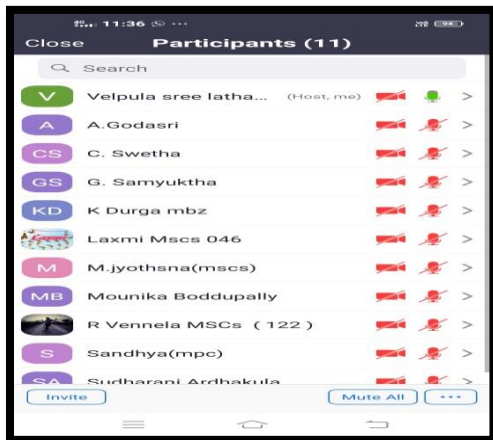 11:36
94
Close Participants (11)
Search
V Velpula sree latha... (Host, me)
A A.Godasri
CS C. Swetha
GS G. Samyuktha
KD K Durga mbz
Laxmi Mscs 046
M M.jyothsna(mscs)
MB Mounika Boddupally
R Vennela MSCs (122)
S Sandhya(mpc)
SA Sudharani Ardhakula
Invite Mute All ...